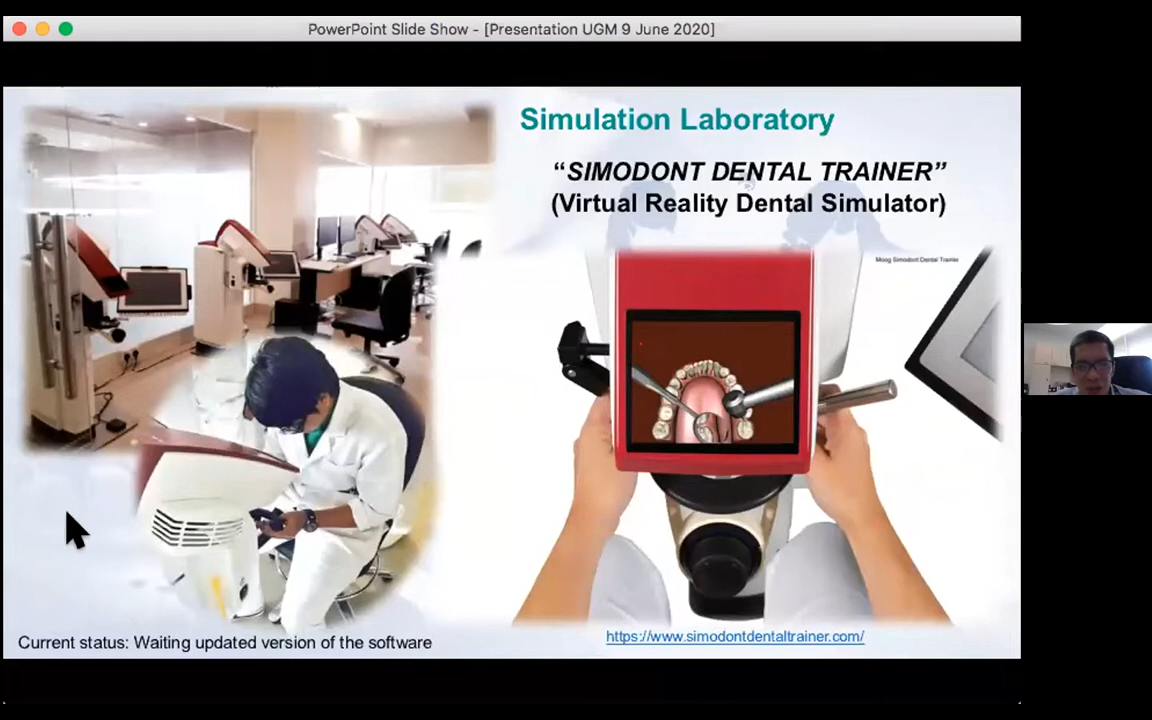 PowerPoint Slide Show - [Presentation UGM 9 June 2020]
Simulation Laboratory
“SIMODONT DENTAL TRAINER”
(Virtual Reality Dental Simulator)
Moog Simodont Dental Trainer
https://www.simodontdentaltrainer.com/
Current status: Waiting updated version of the software